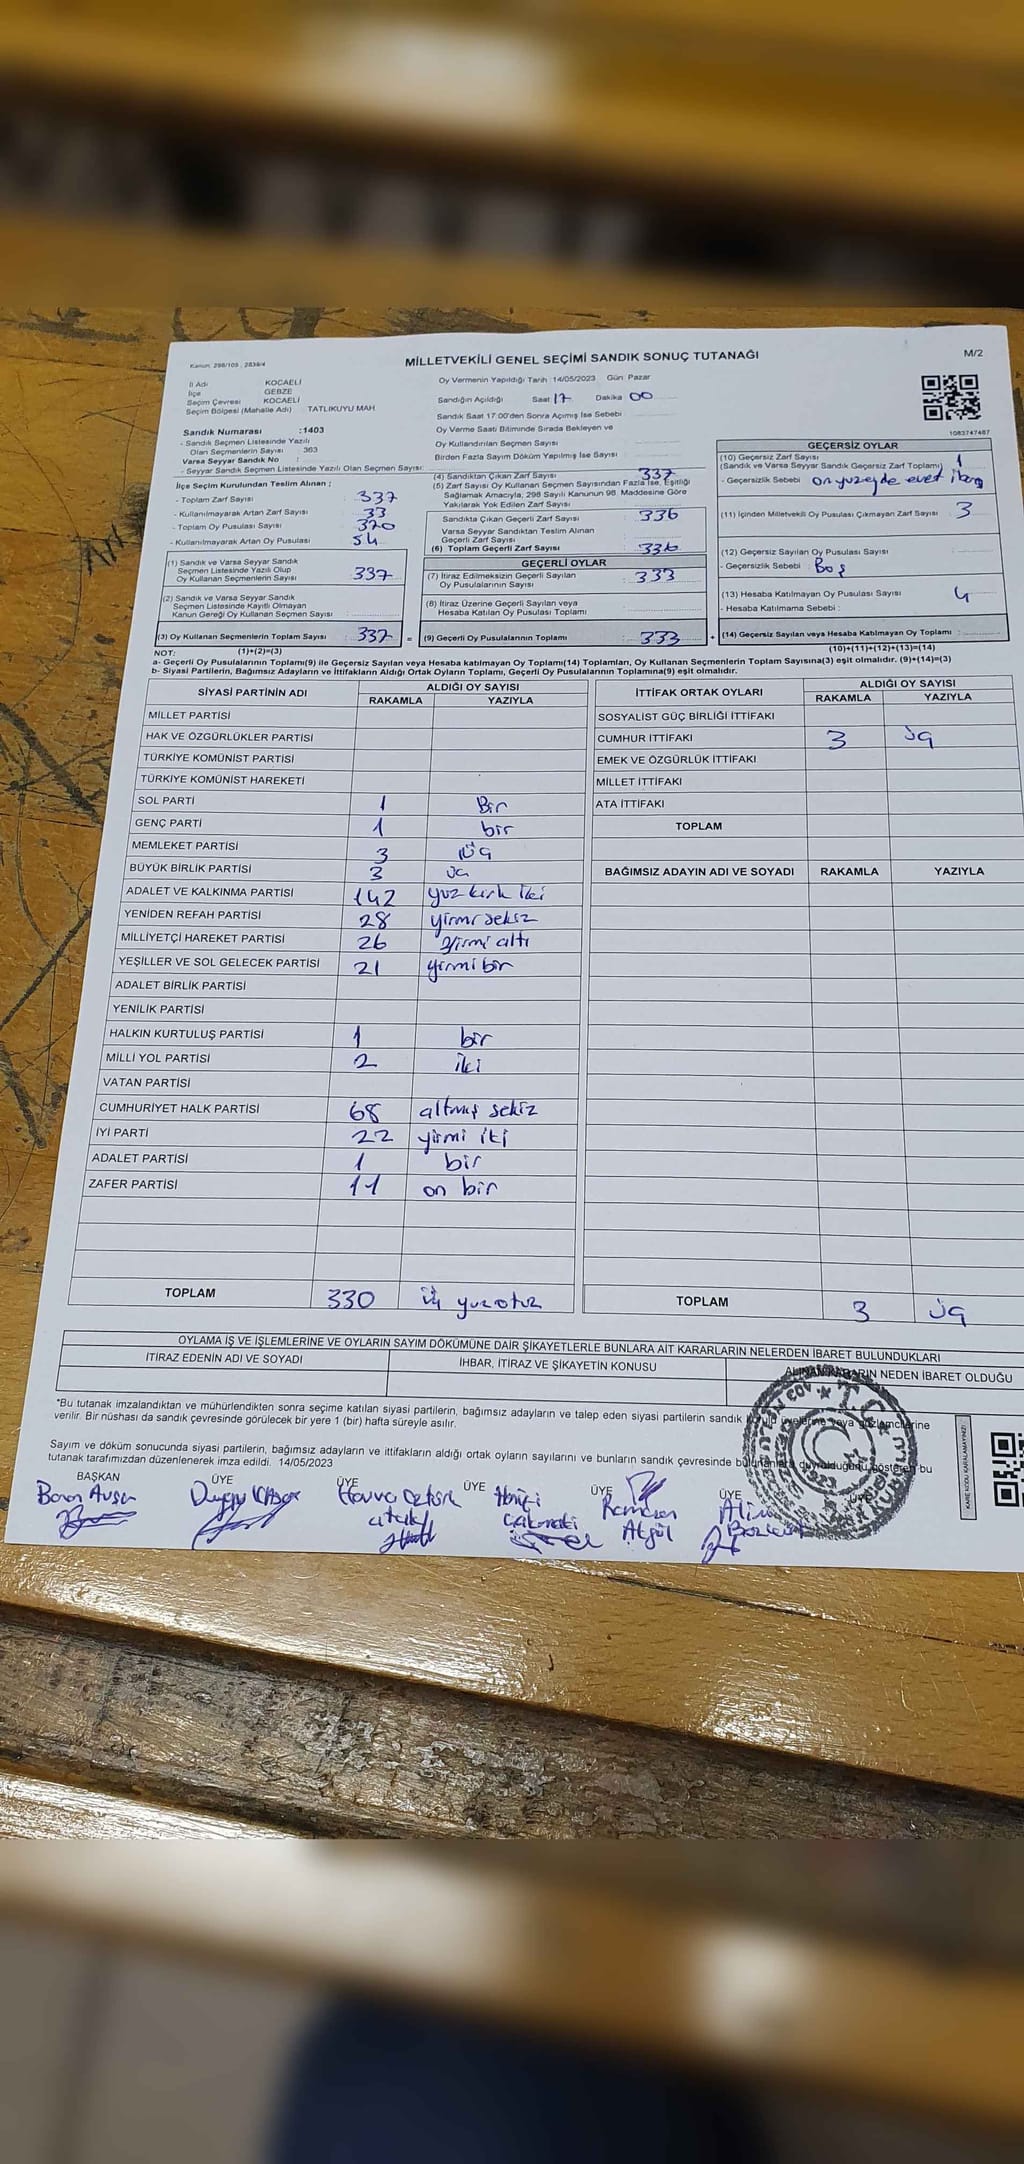 Kanun: 298/105 , 2839/4
MİLLETVEKİLİ GENEL SEÇİMİ SANDIK SONUÇ TUTANAĞI
M/2
İl Adı KOCAELİ
İlçe GEBZE
Seçim Çevresi KOCAELİ
Seçim Bölgesi (Mahalle Adı) TATLIKUYU MAH
Oy Vermenin Yapıldığı Tarih :14/05/2023 Gün: Pazar
Sandığın Açıldığı Saat 17 Dakika 00
Sandık Saat 17:00'den Sonra Açımış İse Sebebi
Oy Verme Saati Bitiminde Sırada Bekleyen ve
Oy Kullandırılan Seçmen Sayısı
Birden Fazla Sayım Döküm Yapılmış İse Sayısı
Sandık Numarası :1403
- Sandık Seçmen Listesinde Yazılı
Olan Seçmenlerin Sayısı 363
Varsa Seyyar Sandık No :
- Seyyar Sandık Seçmen Listesinde Yazılı Olan Seçmen Sayısı:
İlçe Seçim Kurulundan Teslim Alınan ;
- Toplam Zarf Sayısı 337
- Kullanılmayarak Artan Zarf Sayısı 33
- Toplam Oy Pusulası Sayısı 370
- Kullanılmayarak Artan Oy Pusulası 54
(1) Sandık ve Varsa Seyyar Sandık
Seçmen Listesinde Yazılı Olup
Oy Kullanan Seçmenlerin Sayısı 337
(2) Sandık ve Varsa Seyyar Sandık
Seçmen Listesinde Kayıtlı Olmayan
Kanun Gereği Oy Kullanan Seçmen Sayısı :
(3) Oy Kullanan Seçmenlerin Toplam Sayısı : 337
(4) Sandıktan Çıkan Zarf Sayısı 337
(5) Zarf Sayısı Oy Kullanan Seçmen Sayısından Fazla İse, Eşitliği
Sağlamak Amacıyla, 298 Sayılı Kanunun 98. Maddesine Göre
Yakılarak Yok Edilen Zarf Sayısı
Sandıkta Çıkan Geçerli Zarf Sayısı : 336
Varsa Seyyar Sandıktan Teslim Alınan
Geçerli Zarf Sayısı
(6) Toplam Geçerli Zarf Sayısı : 336
GEÇERLİ OYLAR
(7) İtiraz Edilmeksizin Geçerli Sayılan
Oy Pusulalarının Sayısı : 333
(8) İtiraz Üzerine Geçerli Sayılan veya
Hesaba Katılan Oy Pusulası Toplamı
= (9) Geçerli Oy Pusulalarının Toplamı : 333
1083747487
GEÇERSİZ OYLAR
(10) Geçersiz Zarf Sayısı 1
(Sandık ve Varsa Seyyar Sandık Geçersiz Zarf Toplamı)
- Geçersizlik Sebebi : on yüzeyde evet
(11) İçinden Milletvekili Oy Pusulası Çıkmayan Zarf Sayısı : 3
(12) Geçersiz Sayılan Oy Pusulası Sayısı
- Geçersizlik Sebebi : Boş
(13) Hesaba Katılmayan Oy Pusulası Sayısı 4
- Hesaba Katılmama Sebebi :
+ (14) Geçersiz Sayılan veya Hesaba Katılmayan Oy Toplamı :
NOT: (1)+(2)=(3) (10)+(11)+(12)+(13)=(14)
a- Geçerli Oy Pusulalarının Toplamı(9) ile Geçersiz Sayılan veya Hesaba katılmayan Oy Toplamı(14) Toplamları, Oy Kullanan Seçmenlerin Toplam Sayısına(3) eşit olmalıdır. (9)+(14)=(3)
b- Siyasi Partilerin, Bağımsız Adayların ve İttifakların Aldığı Ortak Oyların Toplamı, Geçerli Oy Pusulalarının Toplamına(9) eşit olmalıdır.
SİYASİ PARTİNİN ADI ALDIĞI OY SAYISI
RAKAMLA YAZIYLA
MİLLET PARTİSİ
HAK VE ÖZGÜRLÜKLER PARTİSİ
TÜRKİYE KOMÜNİST PARTİSİ
TÜRKİYE KOMÜNİST HAREKETİ
SOL PARTİ 1 Bir
GENÇ PARTİ 1 bir
MEMLEKET PARTİSİ 3 üç
BÜYÜK BİRLİK PARTİSİ 3 üç
ADALET VE KALKINMA PARTİSİ 142 yüz kırk iki
YENİDEN REFAH PARTİSİ 28 yirmi sekiz
MİLLİYETÇİ HAREKET PARTİSİ 26 yirmi altı
YEŞİLLER VE SOL GELECEK PARTİSİ 21 yirmi bir
ADALET BİRLİK PARTİSİ
YENİLİK PARTİSİ
HALKIN KURTULUŞ PARTİSİ 1 bir
MİLLİ YOL PARTİSİ 2 iki
VATAN PARTİSİ
CUMHURİYET HALK PARTİSİ 68 altmış sekiz
İYİ PARTİ 22 yirmi iki
ADALET PARTİSİ 1 bir
ZAFER PARTİSİ 11 on bir
TOPLAM 330 üç yüz otuz
İTTİFAK ORTAK OYLARI ALDIĞI OY SAYISI
RAKAMLA YAZIYLA
SOSYALİST GÜÇ BİRLİĞİ İTTİFAKI
CUMHUR İTTİFAKI 3 üç
EMEK VE ÖZGÜRLÜK İTTİFAKI
MİLLET İTTİFAKI
ATA İTTİFAKI
TOPLAM
BAĞIMSIZ ADAYIN ADI VE SOYADI RAKAMLA YAZIYLA
TOPLAM 3 üç
OYLAMA İŞ VE İŞLEMLERİNE VE OYLARIN SAYIM DÖKÜMÜNE DAİR ŞİKAYETLERLE BUNLARA AİT KARARLARIN NELERDEN İBARET BULUNDUKLARI
İTİRAZ EDENİN ADI VE SOYADI İHBAR, İTİRAZ VE ŞİKAYETİN KONUSU ALINAN KARARIN NEDEN İBARET OLDUĞU
*Bu tutanak imzalandıktan ve mühürlendikten sonra seçime katılan siyasi partilerin, bağımsız adayların ve talep eden siyasi partilerin sandık kurulu üyelerine veya gözlemcilerine
verilir. Bir nüshası da sandık çevresinde görülecek bir yere 1 (bir) hafta süreyle asılır.
Sayım ve döküm sonucunda siyasi partilerin, bağımsız adayların ve ittifakların aldığı ortak oyların sayılarını ve bunların sandık çevresinde bulunanlara duyrulduğunu gösteren bu
tutanak tarafımızdan düzenlenerek imza edildi. 14/05/2023
BAŞKAN ÜYE ÜYE ÜYE ÜYE ÜYE ÜYE
Ramazan
Akgül
KARE KODU KARALAMAYINIZ!
T.C.
1923